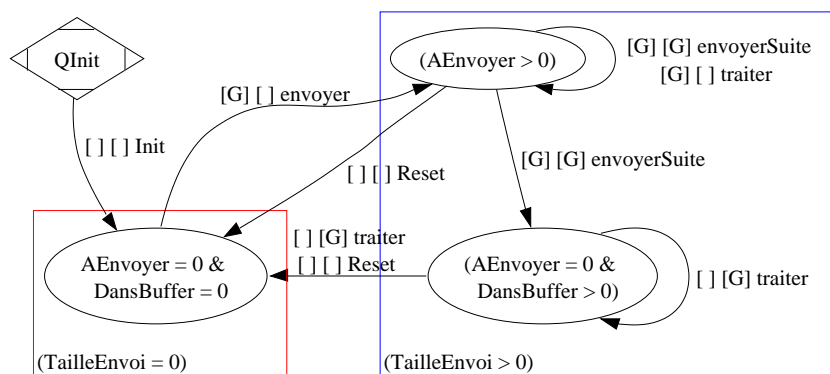 QInit
(AEnvoyer > 0)
[G] [G] envoyerSuite
[G] [ ] traiter
[G] [ ] envoyer
[ ] [ ] Init
[G] [G] envoyerSuite
[ ] [ ] Reset
[ ] [G] traiter
[ ] [ ] Reset
AEnvoyer = 0 &
DansBuffer = 0
(AEnvoyer = 0 &
DansBuffer > 0)
[ ] [G] traiter
(TailleEnvoi = 0)
(TailleEnvoi > 0)